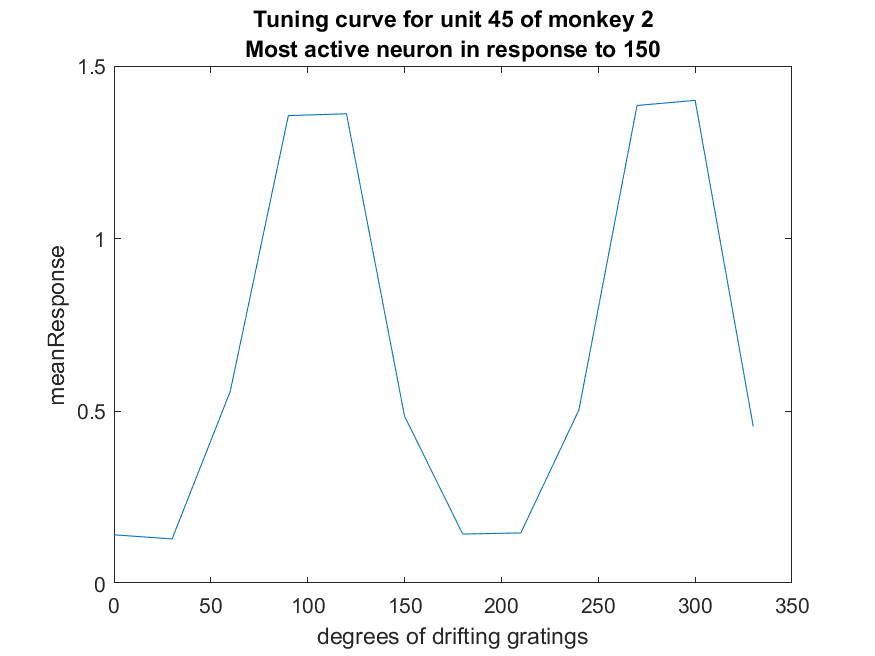 Tuning curve for unit 45 of monkey 2
Most active neuron in response to 150
1.5
1
0.5
0
meanResponse
0 50 100 150 200 250 300 350
degrees of drifting gratings